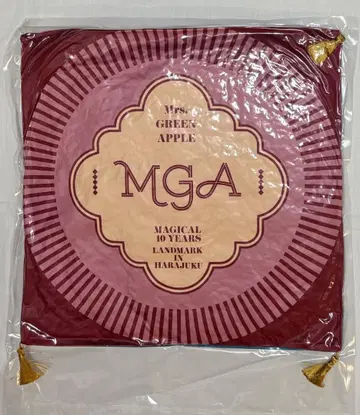 Mrs.
GREEN
APPLE
MGA
MAGICAL
10 YEARS
LANDMARK
IN
HARAJUKU